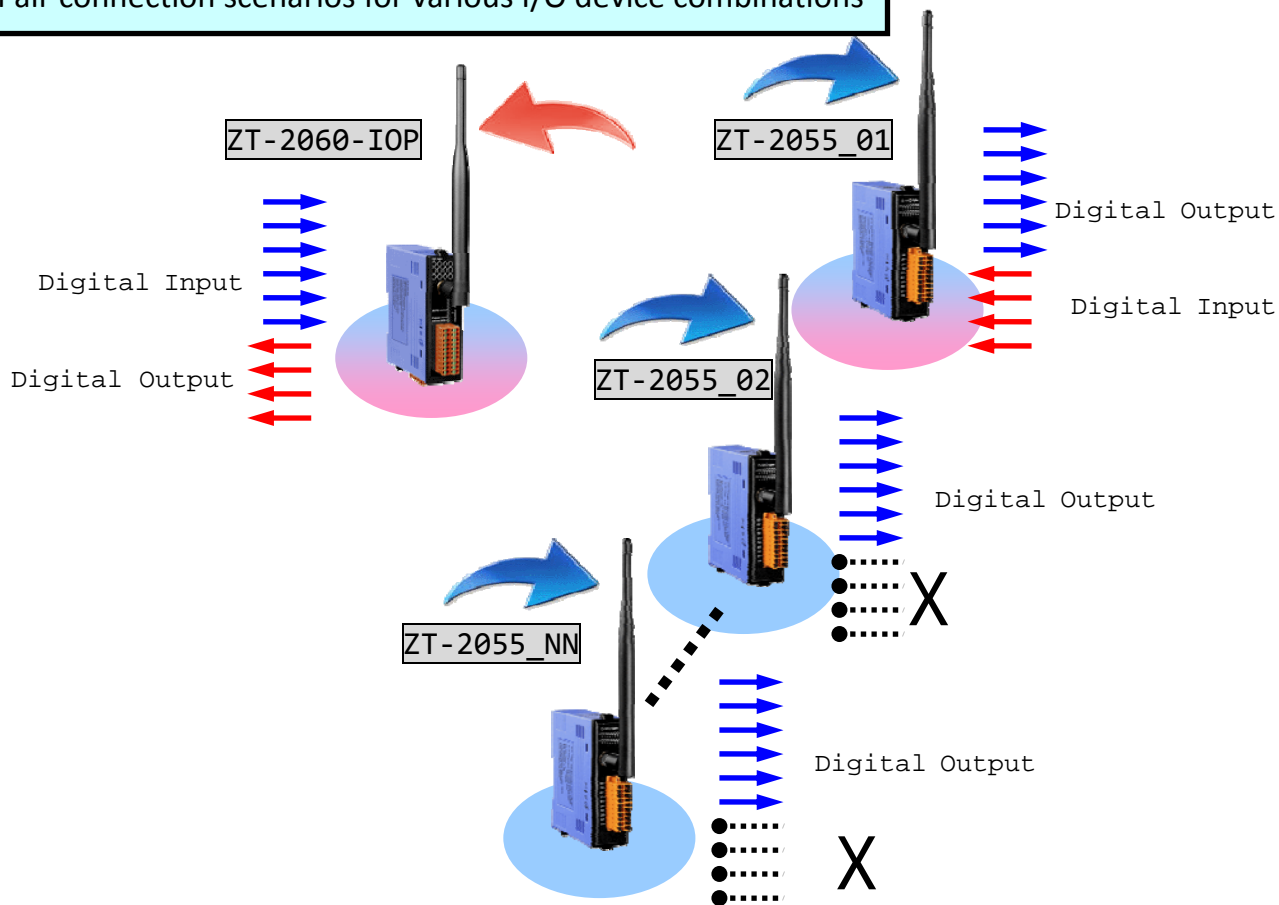 air connection scenarios for various I/O device combinations
ZT-2060-IOP
ZT-2055_01
Digital Output
Digital Input
Digital Input
ZT-2055_02
Digital Output
Digital Output
ZT-2055_NN
X
Digital Output
X